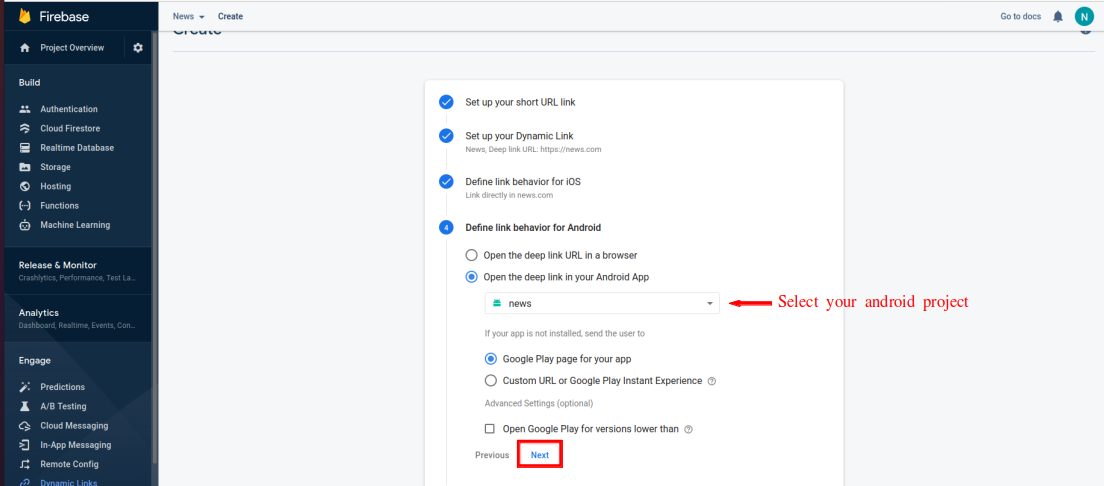 Firebase
News Create
Go to docs
N
Create
Project Overview
Build
Authentication
Cloud Firestore
Realtime Database
Storage
Hosting
Functions
Machine Learning
Release & Monitor
Crashlytics, Performance, Test La...
Analytics
Dashboard, Realtime, Events, Con...
Engage
Predictions
A/B Testing
Cloud Messaging
In-App Messaging
Remote Config
Dynamic Links
Set up your short URL link
Set up your Dynamic Link
News, Deep link URL: https://news.com
Define link behavior for iOS
Link directly in news.com
4 Define link behavior for Android
Open the deep link URL in a browser
Open the deep link in your Android App
news
Select your android project
If your app is not installed, send the user to
Google Play page for your app
Custom URL or Google Play Instant Experience
Advanced Settings (optional)
Open Google Play for versions lower than
Previous Next